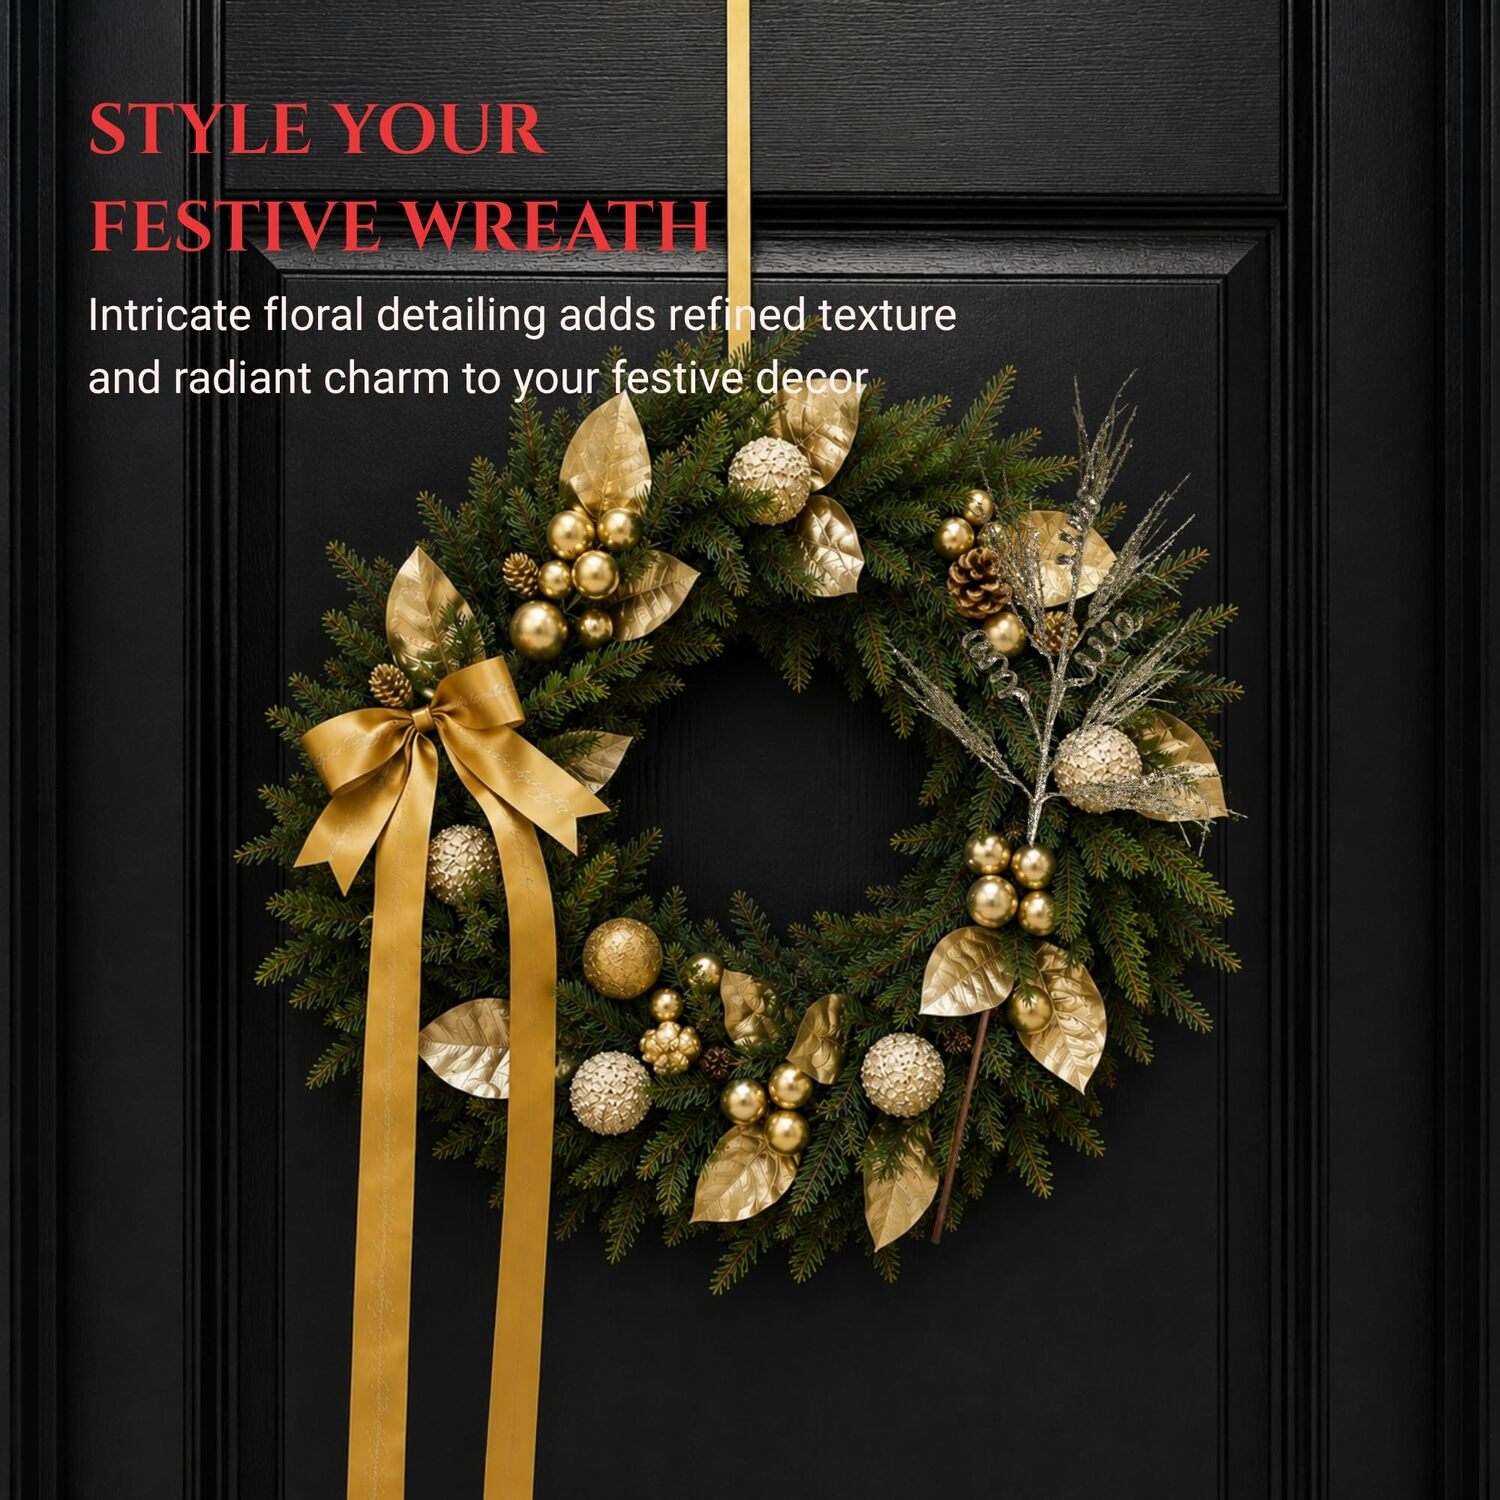 STYLE YOUR
FESTIVE WREATH
Intricate floral detailing adds refined texture
and radiant charm to your festive decor